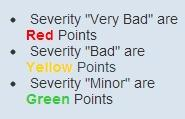 • Severity "Very Bad" are
Red Points
• Severity "Bad" are
Yellow Points
• Severity "Minor" are
Green Points